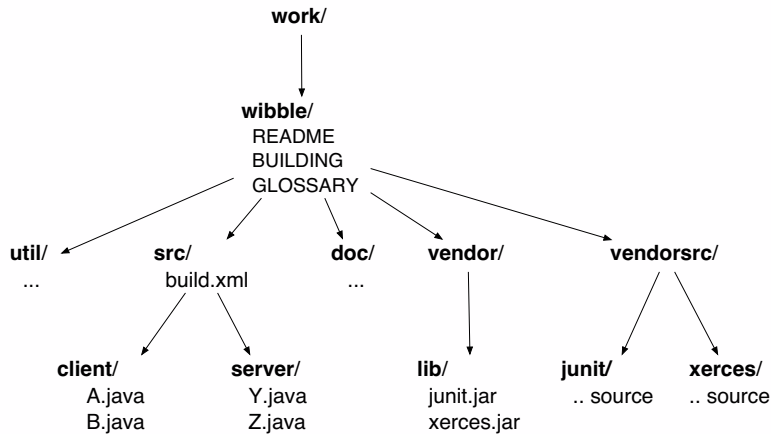 work/
wibble/
README
BUILDING
GLOSSARY
util/ src/ doc/ vendor/ vendorsrc/
... build.xml ...
client/ server/ lib/ junit/ xerces/
A.java Y.java junit.jar .. source .. source
B.java Z.java xerces.jar